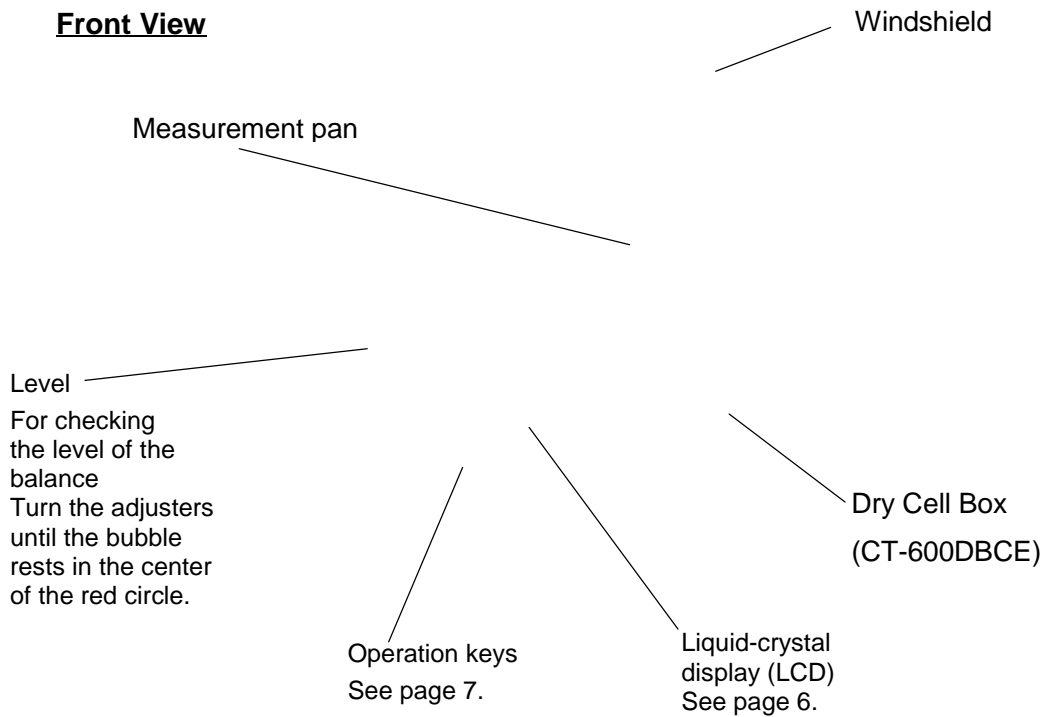 Front View
Windshield
Measurement pan
Level
For checking
the level of the
balance
Turn the adjusters
until the bubble
rests in the center
of the red circle.
Dry Cell Box
(CT-600DBCE)
Operation keys
See page 7.
Liquid-crystal
display (LCD)
See page 6.